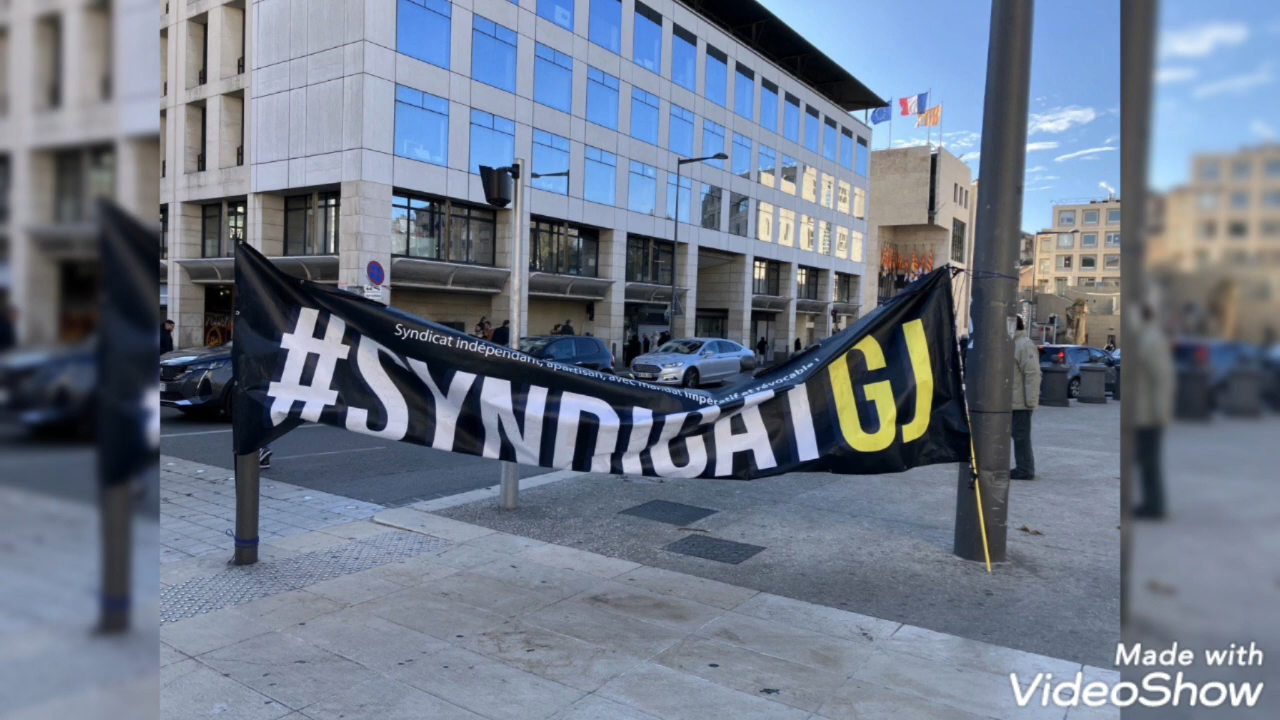 Syndicat indépendant, apartisan, avec mandat impératif et révocable !
#SYNDICATGJ
Made with
VideoShow